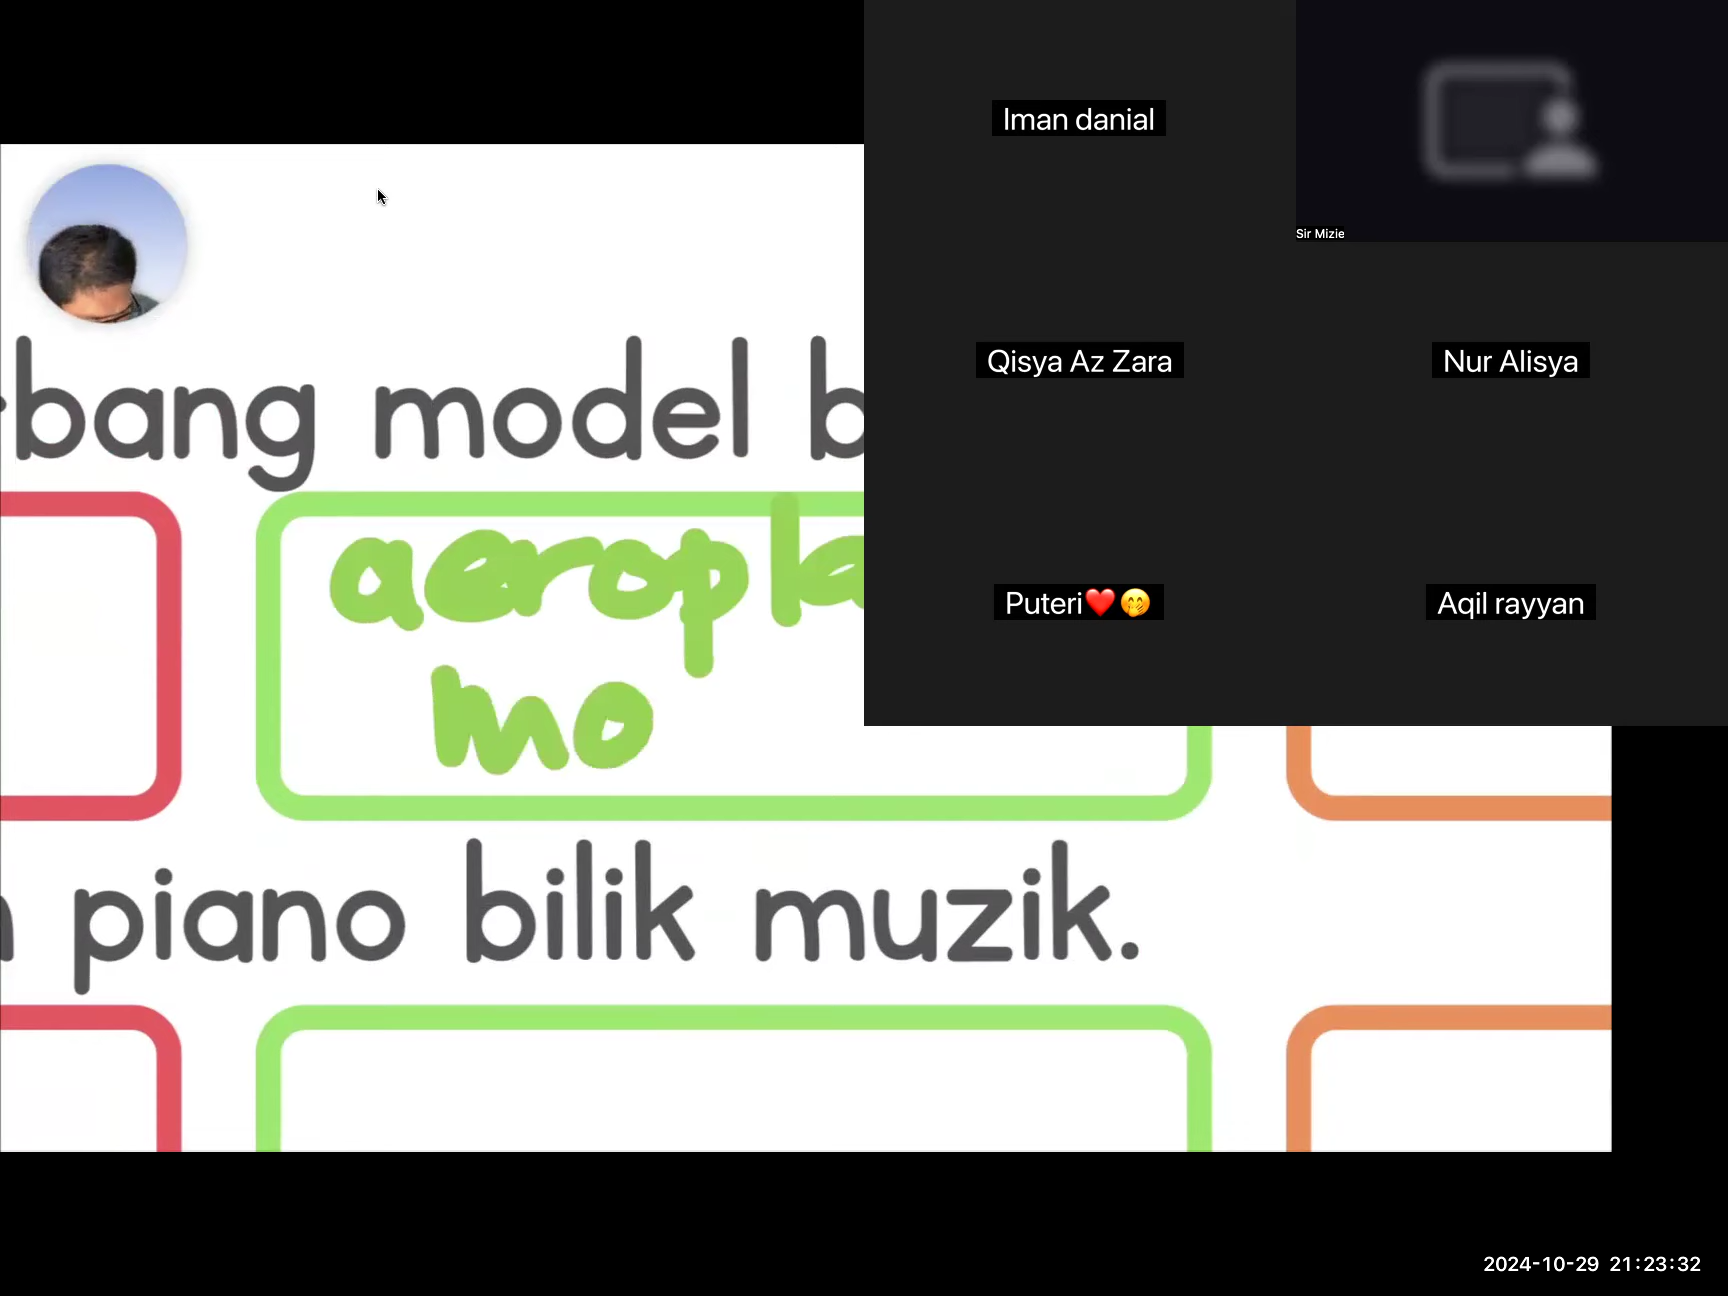 Iman danial
Sir Mizie
Qisya Az Zara
Nur Alisya
Puteri❤️🤭
Aqil rayyan
bang model b
aeropla
mo
piano bilik muzik.
2024-10-29 21:23:32